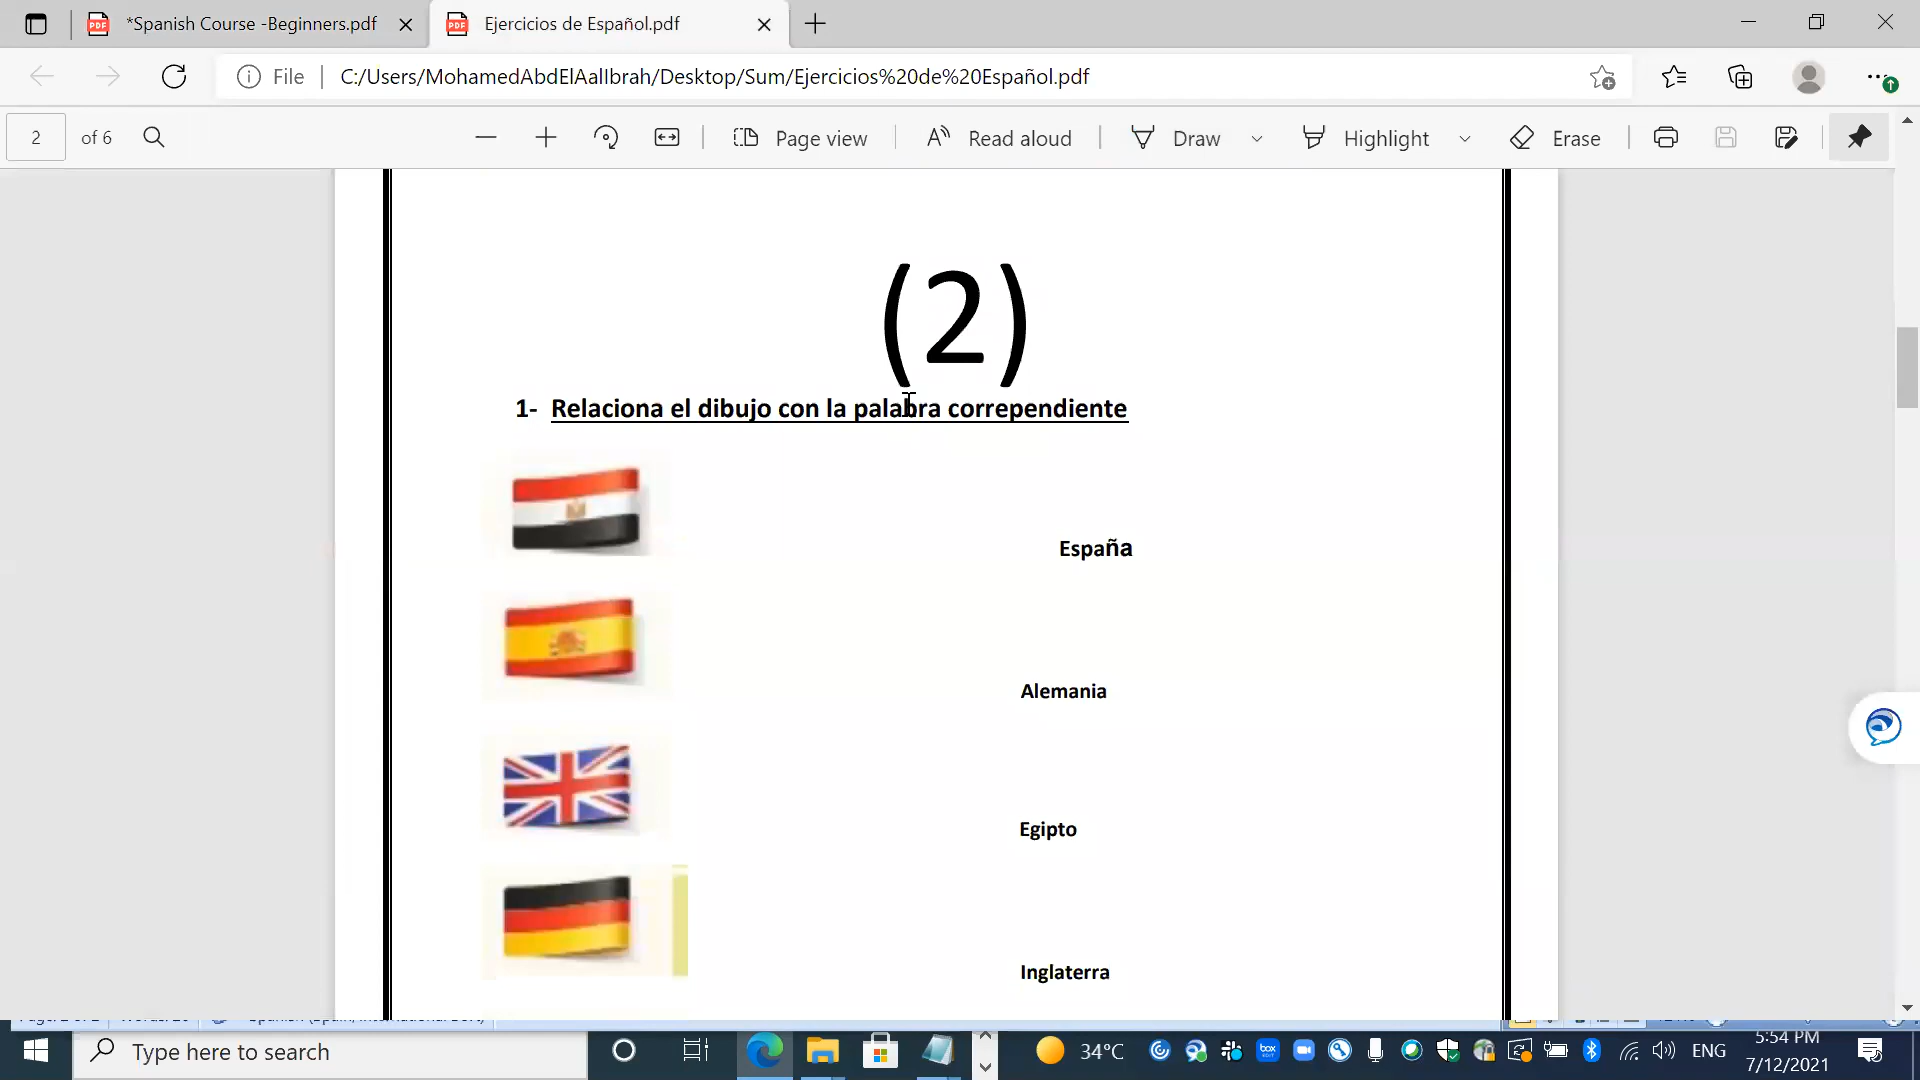 *Spanish Course -Beginners.pdf
Ejercicios de Español.pdf
File
C:/Users/MohamedAbdElAalIbrah/Desktop/Sum/Ejercicios%20de%20Español.pdf
2 of 6
Page view
Read aloud
Draw
Highlight
Erase
(2)
1- Relaciona el dibujo con la palabra corrependiente
España
Alemania
Egipto
Inglaterra
Type here to search
34°C
box
ENG
5:54 PM
7/12/2021